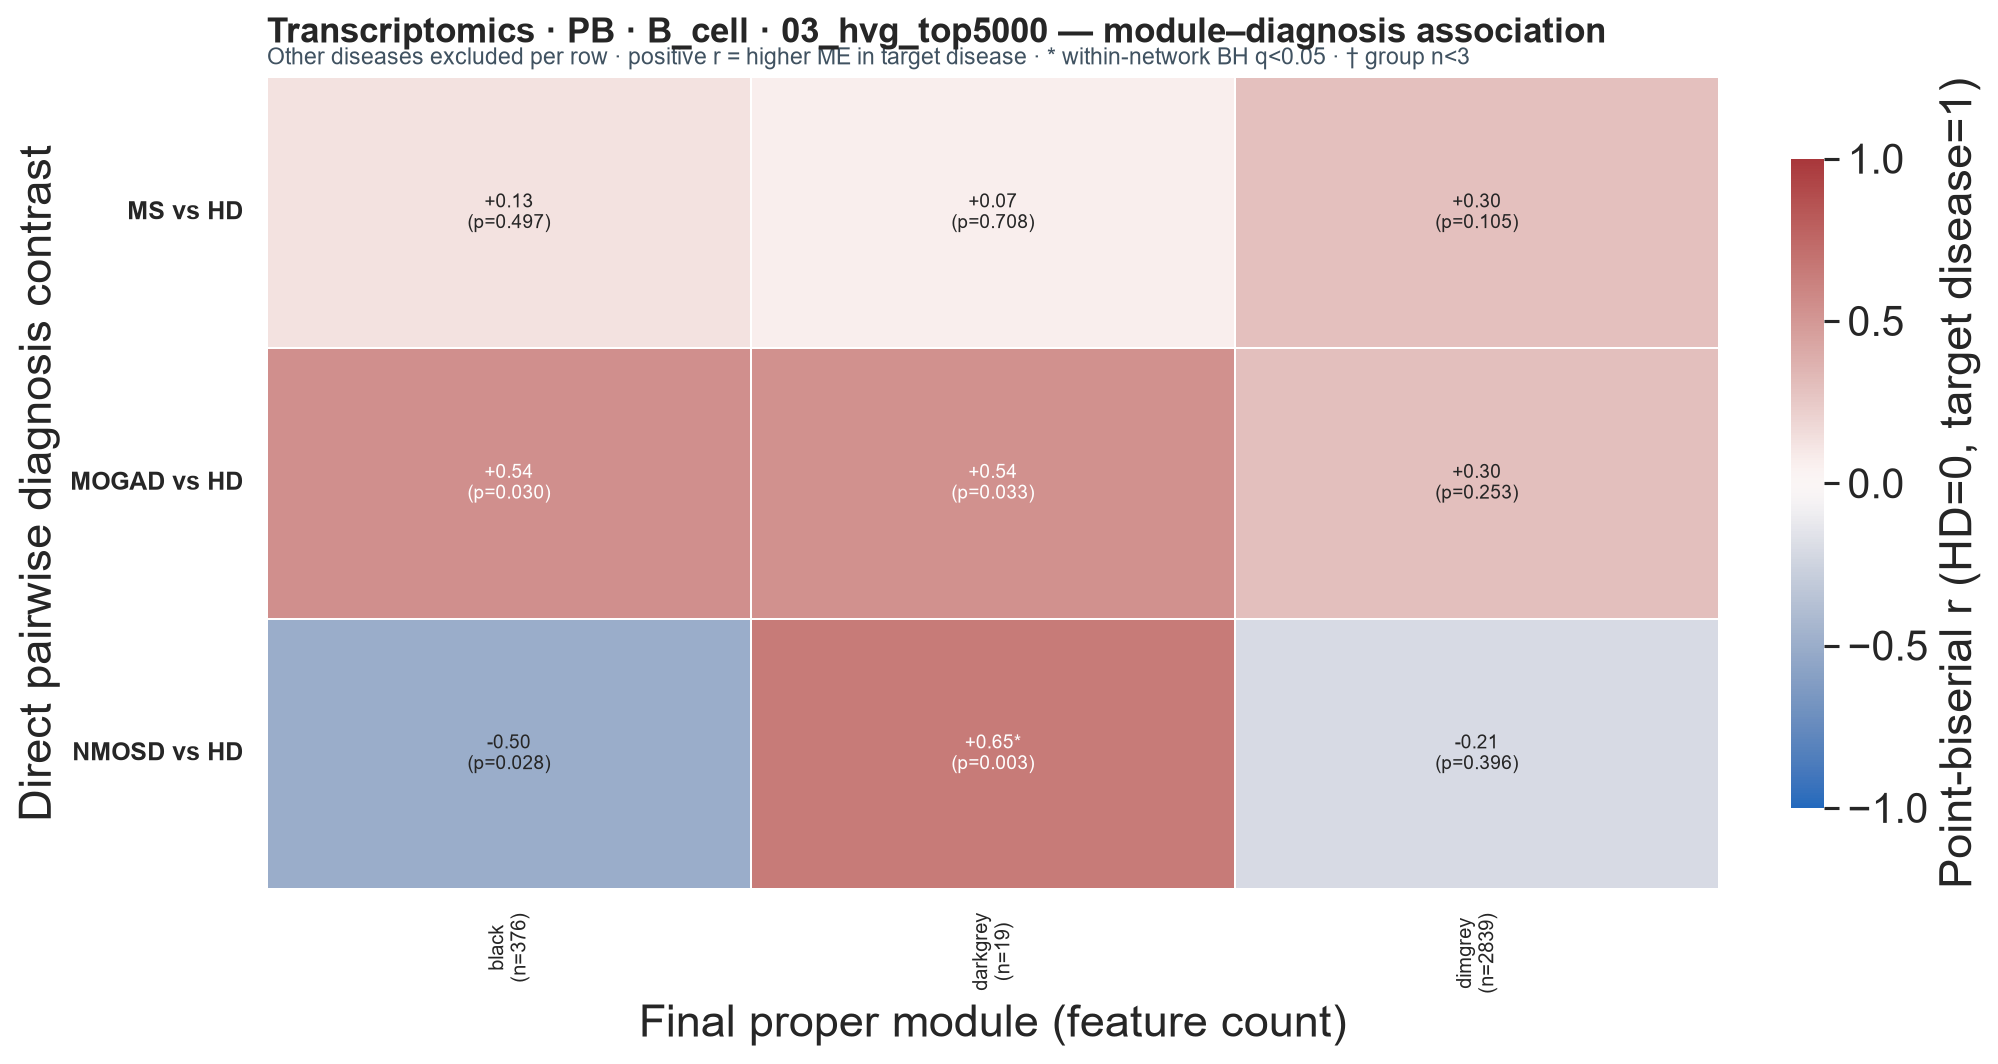 Transcriptomics · PB · B_cell · 03_hvg_top5000 — module–diagnosis association
Other diseases excluded per row · positive r = higher ME in target disease · * within-network BH q<0.05 · † group n<3
Direct pairwise diagnosis contrast
MS vs HD
+0.13
(p=0.497)
+0.07
(p=0.708)
+0.30
(p=0.105)
MOGAD vs HD
+0.54
(p=0.030)
+0.54
(p=0.033)
+0.30
(p=0.253)
NMOSD vs HD
-0.50
(p=0.028)
+0.65*
(p=0.003)
-0.21
(p=0.396)
black
(n=376)
darkgrey
(n=19)
dimgrey
(n=2839)
Final proper module (feature count)
1.0
0.5
0.0
−0.5
−1.0
Point-biserial r (HD=0, target disease=1)